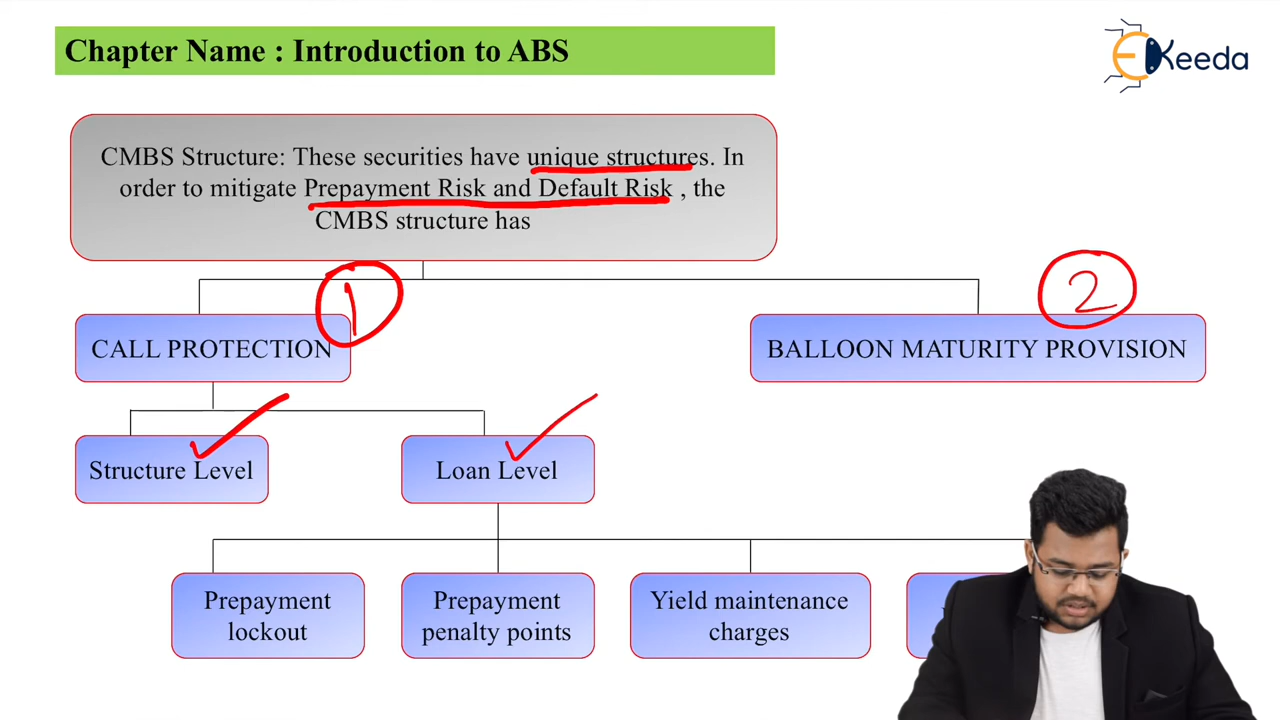 Chapter Name : Introduction to ABS
EKeeda
CMBS Structure: These securities have unique structures. In
order to mitigate Prepayment Risk and Default Risk , the
CMBS structure has
1
2
CALL PROTECTION
BALLOON MATURITY PROVISION
Structure Level
Loan Level
Prepayment
lockout
Prepayment
penalty points
Yield maintenance
charges